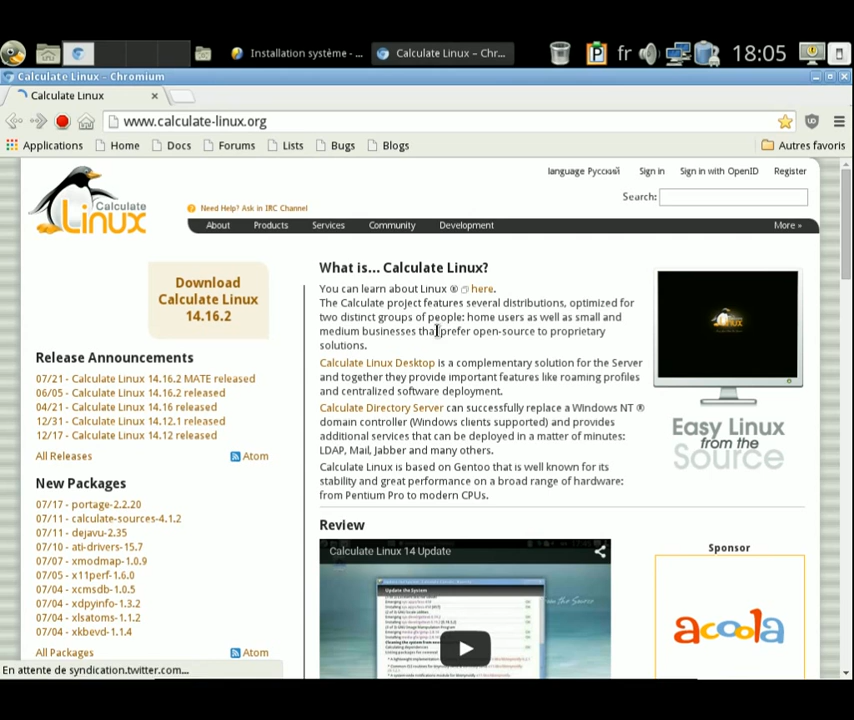 Installation système - ...
Calculate Linux – Chr...
fr
18:05
Calculate Linux - Chromium
Calculate Linux
www.calculate-linux.org
Applications
Home
Docs
Forums
Lists
Bugs
Blogs
Autres favoris
language Русский
Sign in
Sign in with OpenID
Register
Calculate
Linux
Need Help? Ask in IRC Channel
Search:
About
Products
Services
Community
Development
More »
Download
Calculate Linux
14.16.2
Release Announcements
07/21 - Calculate Linux 14.16.2 MATE released
06/05 - Calculate Linux 14.16.2 released
04/21 - Calculate Linux 14.16 released
12/31 - Calculate Linux 14.12.1 released
12/17 - Calculate Linux 14.12 released
All Releases
Atom
New Packages
07/17 - portage-2.2.20
07/11 - calculate-sources-4.1.2
07/11 - dejavu-2.35
07/10 - ati-drivers-15.7
07/07 - xmodmap-1.0.9
07/05 - x11perf-1.6.0
07/04 - xcmsdb-1.0.5
07/04 - xdpyinfo-1.3.2
07/04 - xlsatoms-1.1.2
07/04 - xkbevd-1.1.4
All Packages
Atom
What is... Calculate Linux?
You can learn about Linux ® here.
The Calculate project features several distributions, optimized for
two distinct groups of people: home users as well as small and
medium businesses that prefer open-source to proprietary
solutions.
Calculate Linux Desktop is a complementary solution for the Server
and together they provide important features like roaming profiles
and centralized software deployment.
Calculate Directory Server can successfully replace a Windows NT ®
domain controller (Windows clients supported) and provides
additional services that can be deployed in a matter of minutes:
LDAP, Mail, Jabber and many others.
Calculate Linux is based on Gentoo that is well known for its
stability and great performance on a broad range of hardware:
from Pentium Pro to modern CPUs.
Easy Linux
from the
Source
Review
Calculate Linux 14 Update
Update the System
Sponsor
acoola
En attente de syndication.twitter.com...